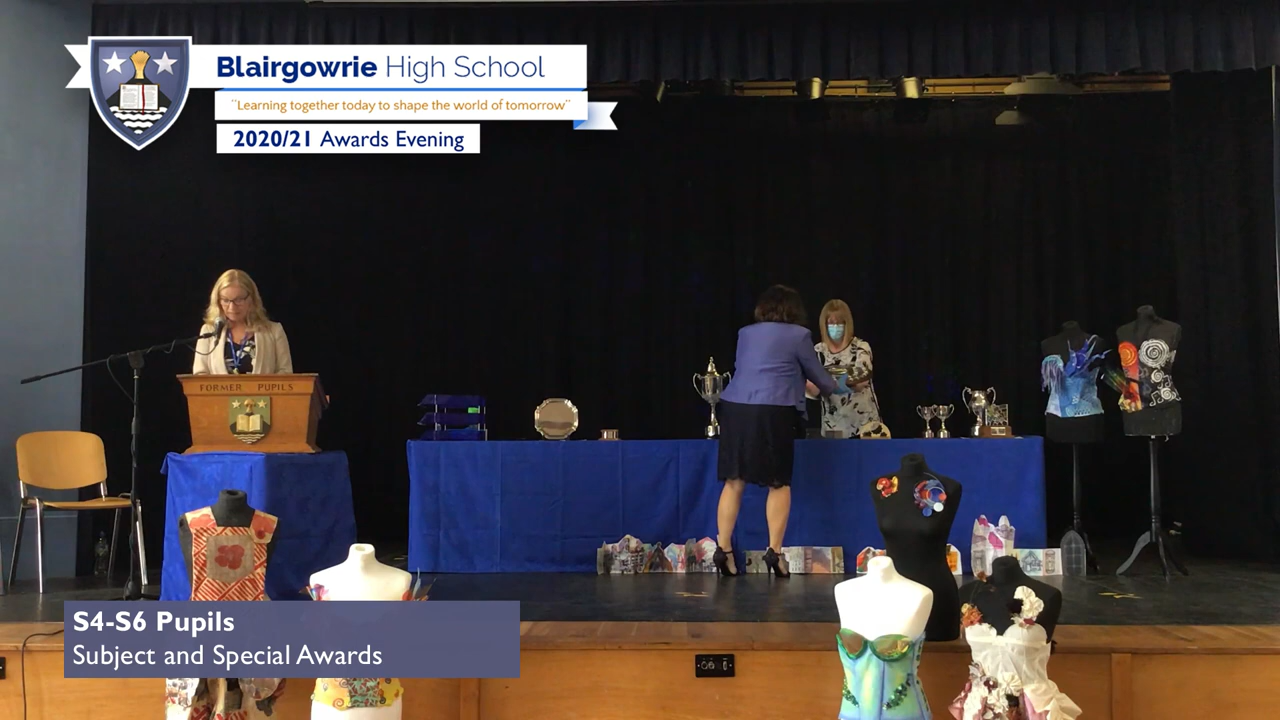 Blairgowrie High School
"Learning together today to shape the world of tomorrow"
2020/21 Awards Evening
FORMER PUPILS
S4-S6 Pupils
Subject and Special Awards